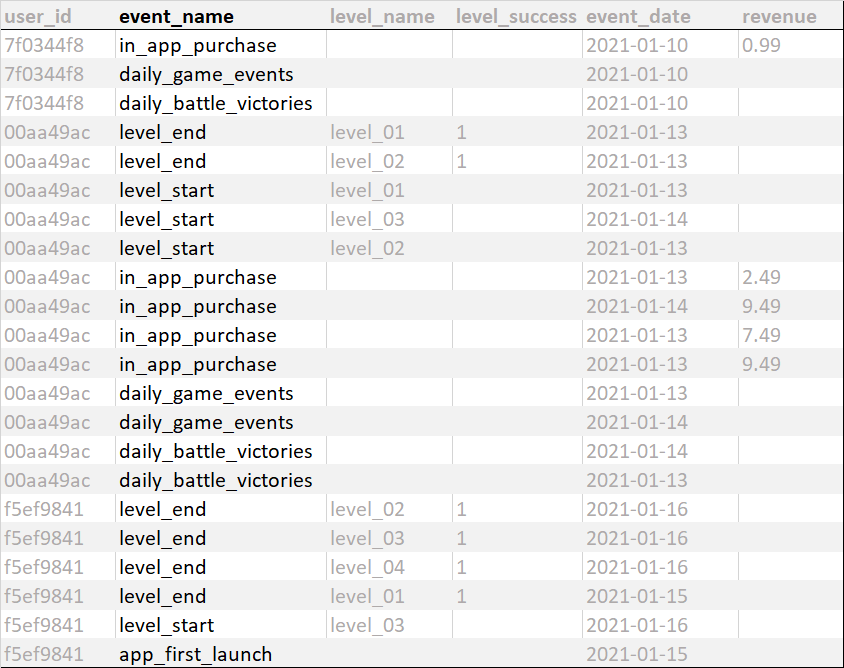 user_id event_name level_name level_success event_date revenue
7f0344f8 in_app_purchase 2021-01-10 0.99
7f0344f8 daily_game_events 2021-01-10
7f0344f8 daily_battle_victories 2021-01-10
00aa49ac level_end level_01 1 2021-01-13
00aa49ac level_end level_02 1 2021-01-13
00aa49ac level_start level_01 2021-01-13
00aa49ac level_start level_03 2021-01-14
00aa49ac level_start level_02 2021-01-13
00aa49ac in_app_purchase 2021-01-13 2.49
00aa49ac in_app_purchase 2021-01-14 9.49
00aa49ac in_app_purchase 2021-01-13 7.49
00aa49ac in_app_purchase 2021-01-13 9.49
00aa49ac daily_game_events 2021-01-13
00aa49ac daily_game_events 2021-01-14
00aa49ac daily_battle_victories 2021-01-14
00aa49ac daily_battle_victories 2021-01-13
f5ef9841 level_end level_02 1 2021-01-16
f5ef9841 level_end level_03 1 2021-01-16
f5ef9841 level_end level_04 1 2021-01-16
f5ef9841 level_end level_01 1 2021-01-15
f5ef9841 level_start level_03 2021-01-16
f5ef9841 app_first_launch 2021-01-15